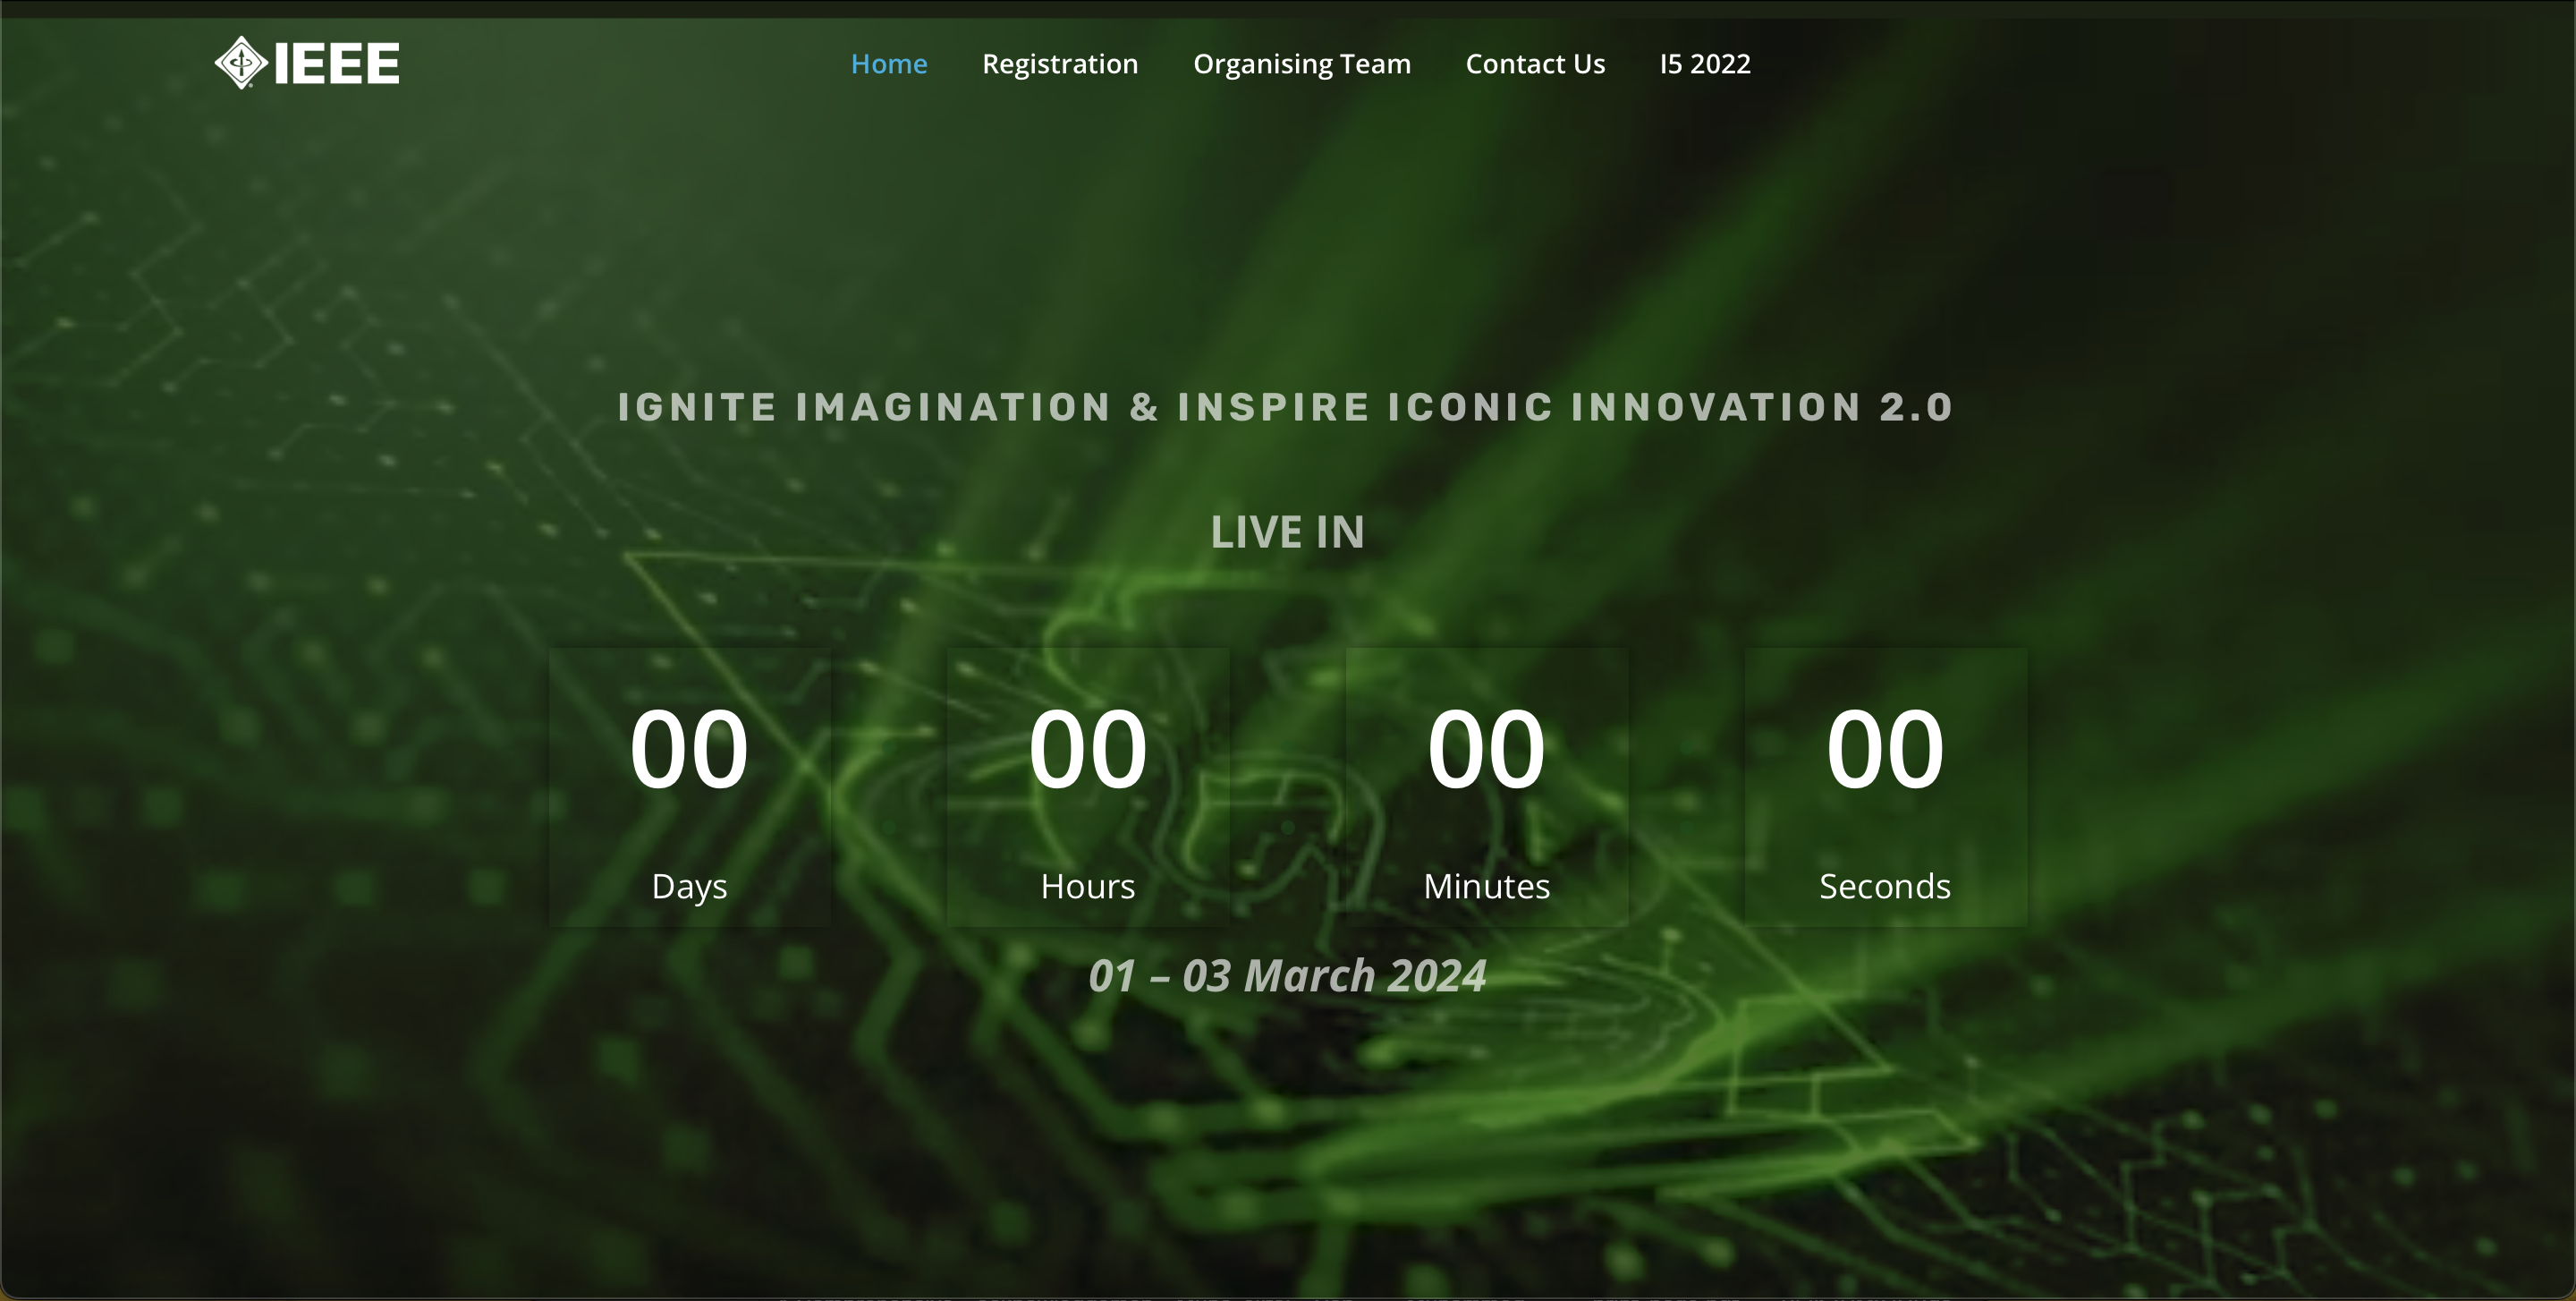 IEEE
Home Registration Organising Team Contact Us I5 2022
IGNITE IMAGINATION & INSPIRE ICONIC INNOVATION 2.0
LIVE IN
00 00 00 00
Days Hours Minutes Seconds
01 – 03 March 2024